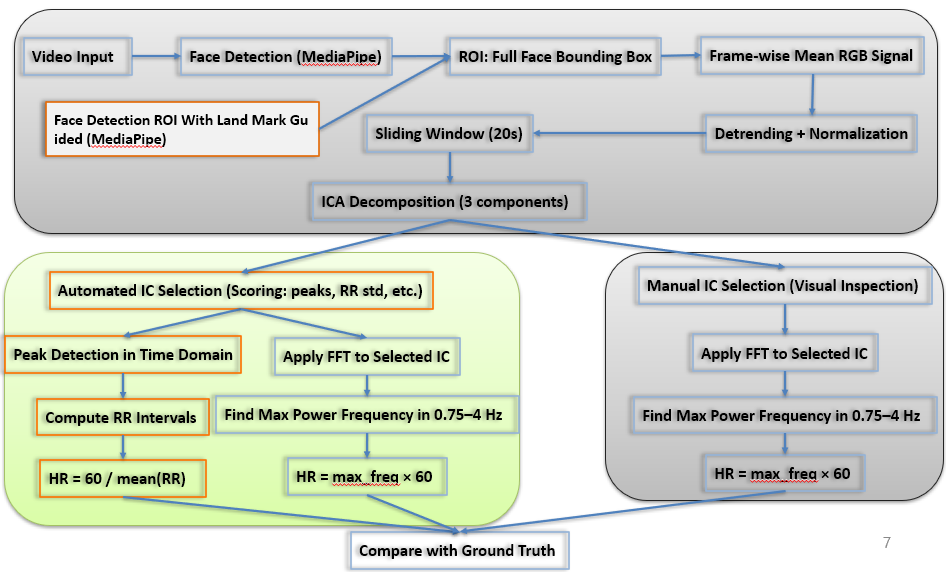 Video Input
Face Detection (MediaPipe)
ROI: Full Face Bounding Box
Frame-wise Mean RGB Signal
Face Detection ROI With Land Mark Gu
ided (MediaPipe)
Sliding Window (20s)
Detrending + Normalization
ICA Decomposition (3 components)
Automated IC Selection (Scoring: peaks, RR std, etc.)
Manual IC Selection (Visual Inspection)
Peak Detection in Time Domain
Apply FFT to Selected IC
Apply FFT to Selected IC
Compute RR Intervals
Find Max Power Frequency in 0.75–4 Hz
Find Max Power Frequency in 0.75–4 Hz
HR = 60 / mean(RR)
HR = max_freq × 60
HR = max_freq × 60
Compare with Ground Truth
7